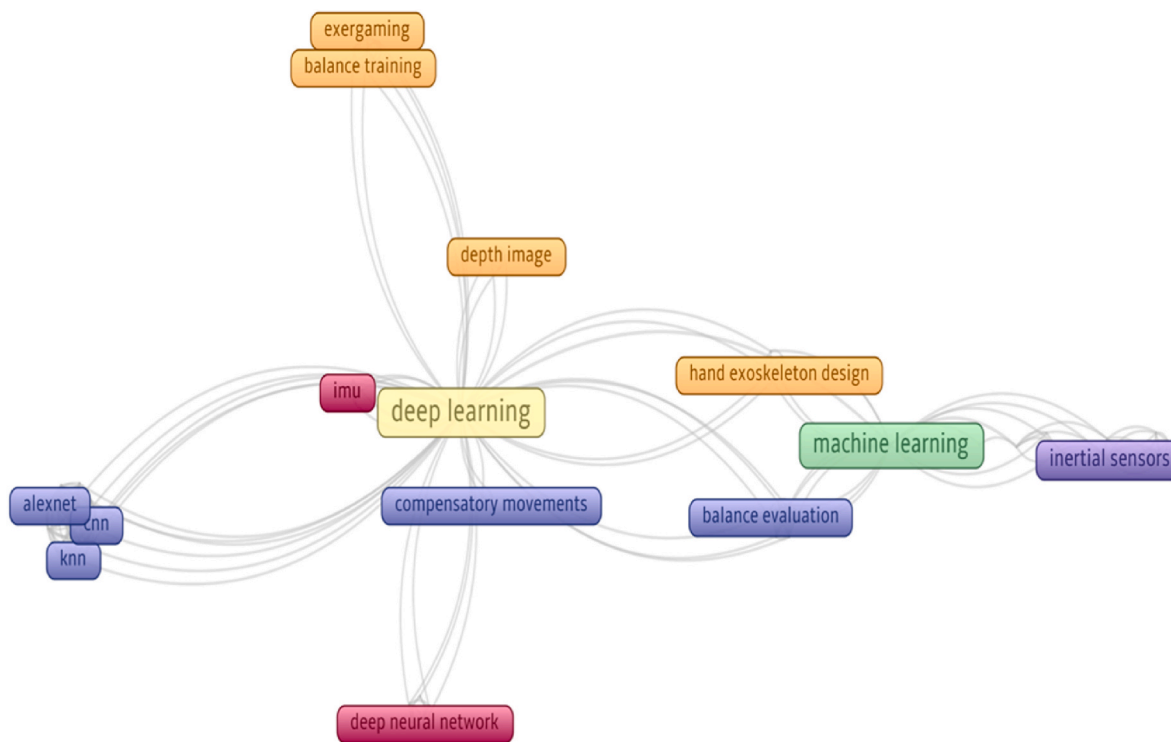 exergaming
balance training
depth image
hand exoskeleton design
imu
deep learning
machine learning
inertial sensors
alexnet
cnn
compensatory movements
balance evaluation
knn
deep neural network